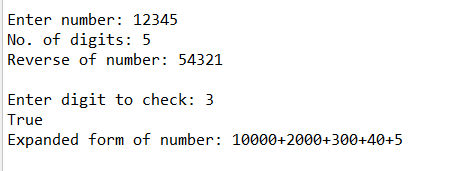 Enter number: 12345
No. of digits: 5
Reverse of number: 54321
Enter digit to check: 3
True
Expanded form of number: 10000+2000+300+40+5